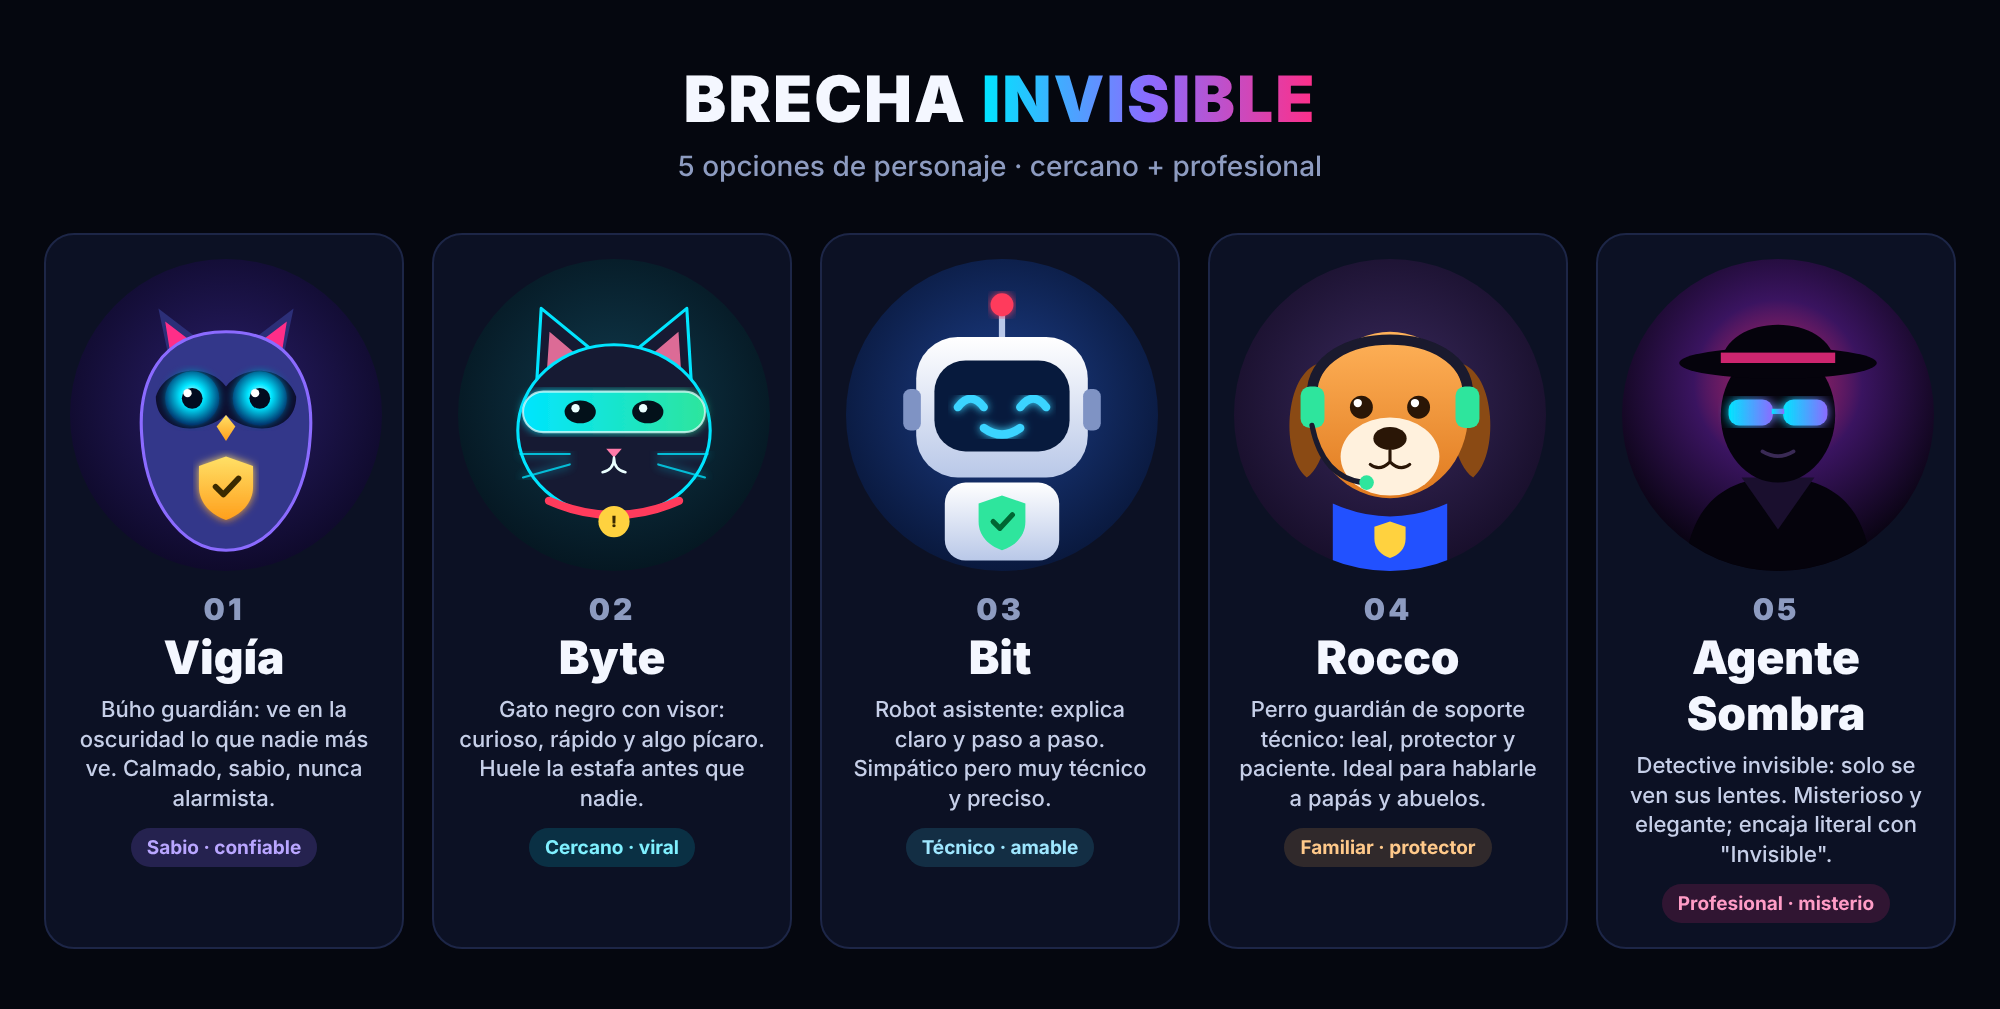 BRECHA INVISIBLE
5 opciones de personaje · cercano + profesional
01
Vigía
Búho guardián: ve en la
oscuridad lo que nadie más
ve. Calmado, sabio, nunca
alarmista.
Sabio · confiable
!
02
Byte
Gato negro con visor:
curioso, rápido y algo pícaro.
Huele la estafa antes que
nadie.
Cercano · viral
03
Bit
Robot asistente: explica
claro y paso a paso.
Simpático pero muy técnico
y preciso.
Técnico · amable
04
Rocco
Perro guardián de soporte
técnico: leal, protector y
paciente. Ideal para hablarle
a papás y abuelos.
Familiar · protector
05
Agente
Sombra
Detective invisible: solo se
ven sus lentes. Misterioso y
elegante; encaja literal con
"Invisible".
Profesional · misterio